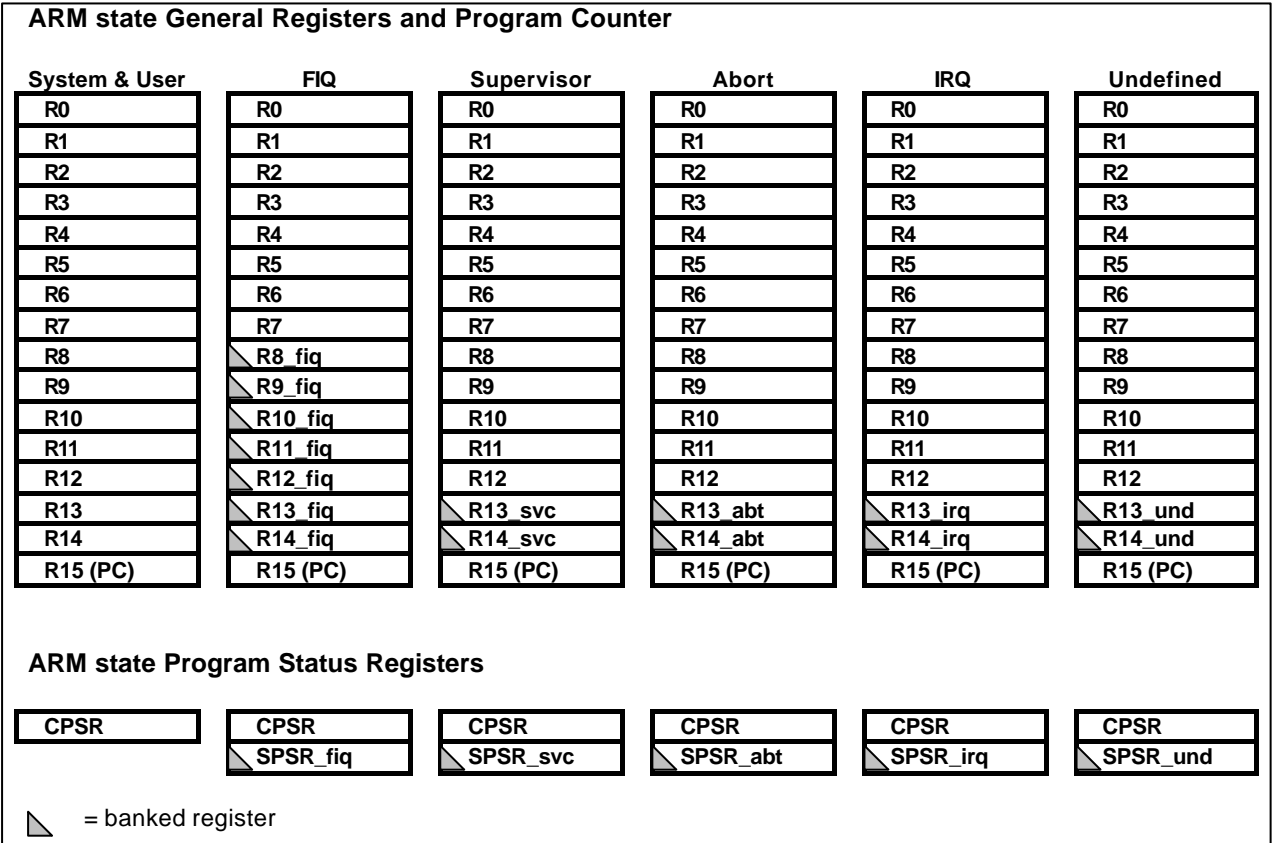 ARM state General Registers and Program Counter
System & User FIQ Supervisor Abort IRQ Undefined
R0 R0 R0 R0 R0 R0
R1 R1 R1 R1 R1 R1
R2 R2 R2 R2 R2 R2
R3 R3 R3 R3 R3 R3
R4 R4 R4 R4 R4 R4
R5 R5 R5 R5 R5 R5
R6 R6 R6 R6 R6 R6
R7 R7 R7 R7 R7 R7
R8 R8_fiq R8 R8 R8 R8
R9 R9_fiq R9 R9 R9 R9
R10 R10_fiq R10 R10 R10 R10
R11 R11_fiq R11 R11 R11 R11
R12 R12_fiq R12 R12 R12 R12
R13 R13_fiq R13_svc R13_abt R13_irq R13_und
R14 R14_fiq R14_svc R14_abt R14_irq R14_und
R15 (PC) R15 (PC) R15 (PC) R15 (PC) R15 (PC) R15 (PC)
ARM state Program Status Registers
CPSR CPSR CPSR CPSR CPSR CPSR
SPSR_fiq SPSR_svc SPSR_abt SPSR_irq SPSR_und
= banked register